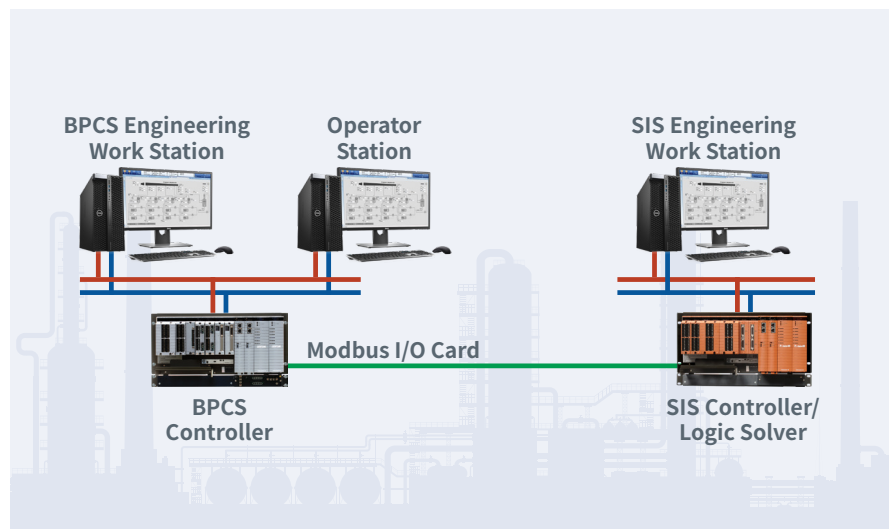 BPCS Engineering
Work Station
Operator
Station
SIS Engineering
Work Station
Modbus I/O Card
BPCS
Controller
SIS Controller/
Logic Solver